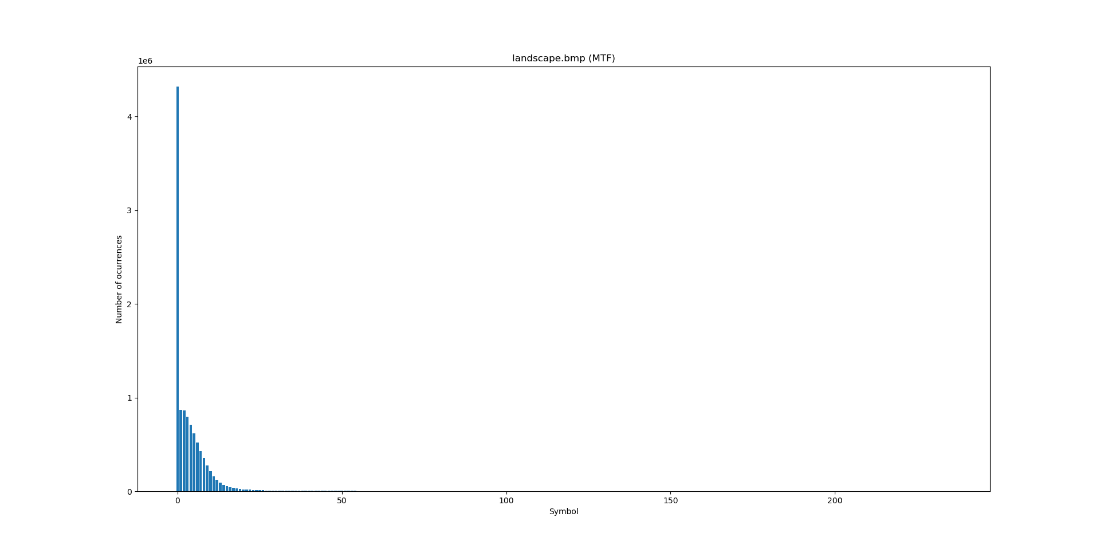 landscape.bmp (MTF)
1e6
4
3
2
1
0
Number of ocurrences
0 50 100 150 200
Symbol